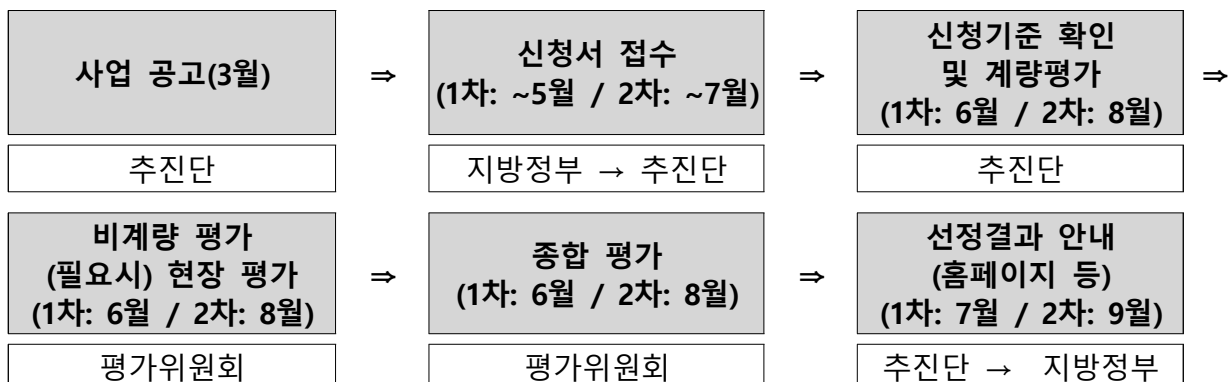 사업 공고(3월)
⇒
신청서 접수
(1차: ~5월 / 2차: ~7월)
⇒
신청기준 확인
및 계량평가
(1차: 6월 / 2차: 8월)
⇒
추진단
지방정부 → 추진단
추진단
비계량 평가
(필요시) 현장 평가
(1차: 6월 / 2차: 8월)
⇒
종합 평가
(1차: 6월 / 2차: 8월)
⇒
선정결과 안내
(홈페이지 등)
(1차: 7월 / 2차: 9월)
평가위원회
평가위원회
추진단 → 지방정부